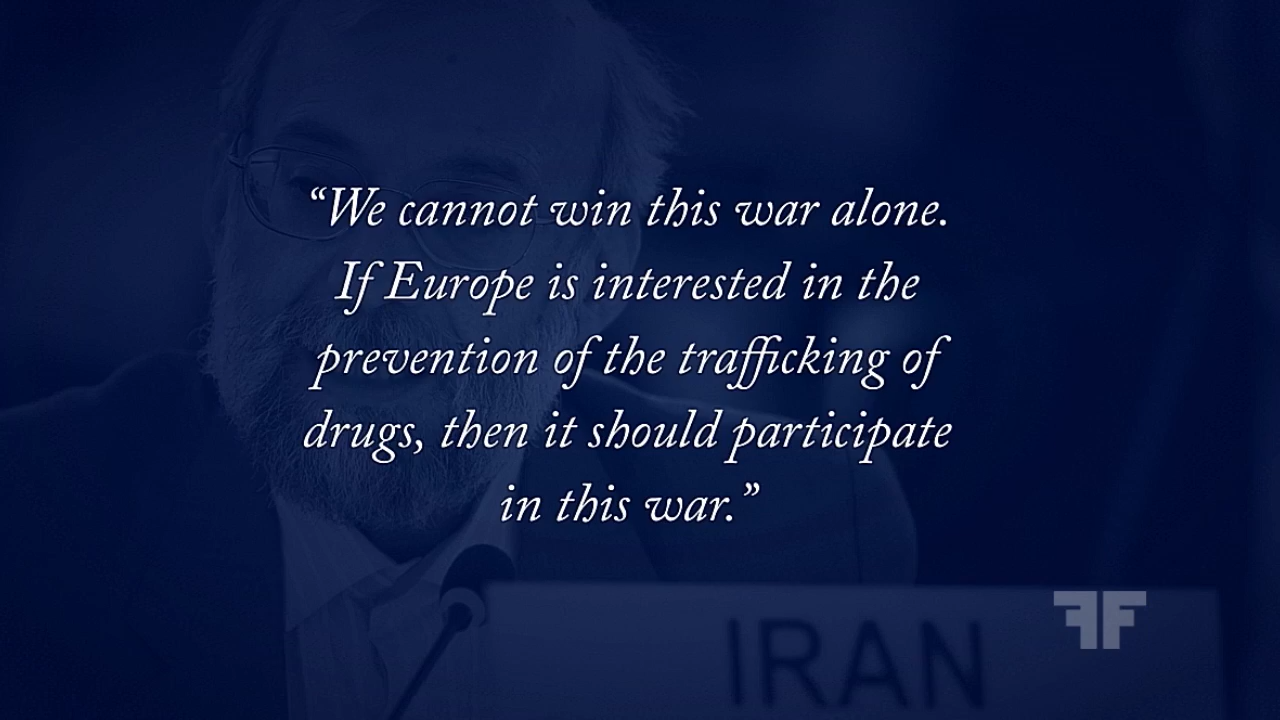 “We cannot win this war alone.
If Europe is interested in the
prevention of the trafficking of
drugs, then it should participate
in this war.”
IRAN
FF